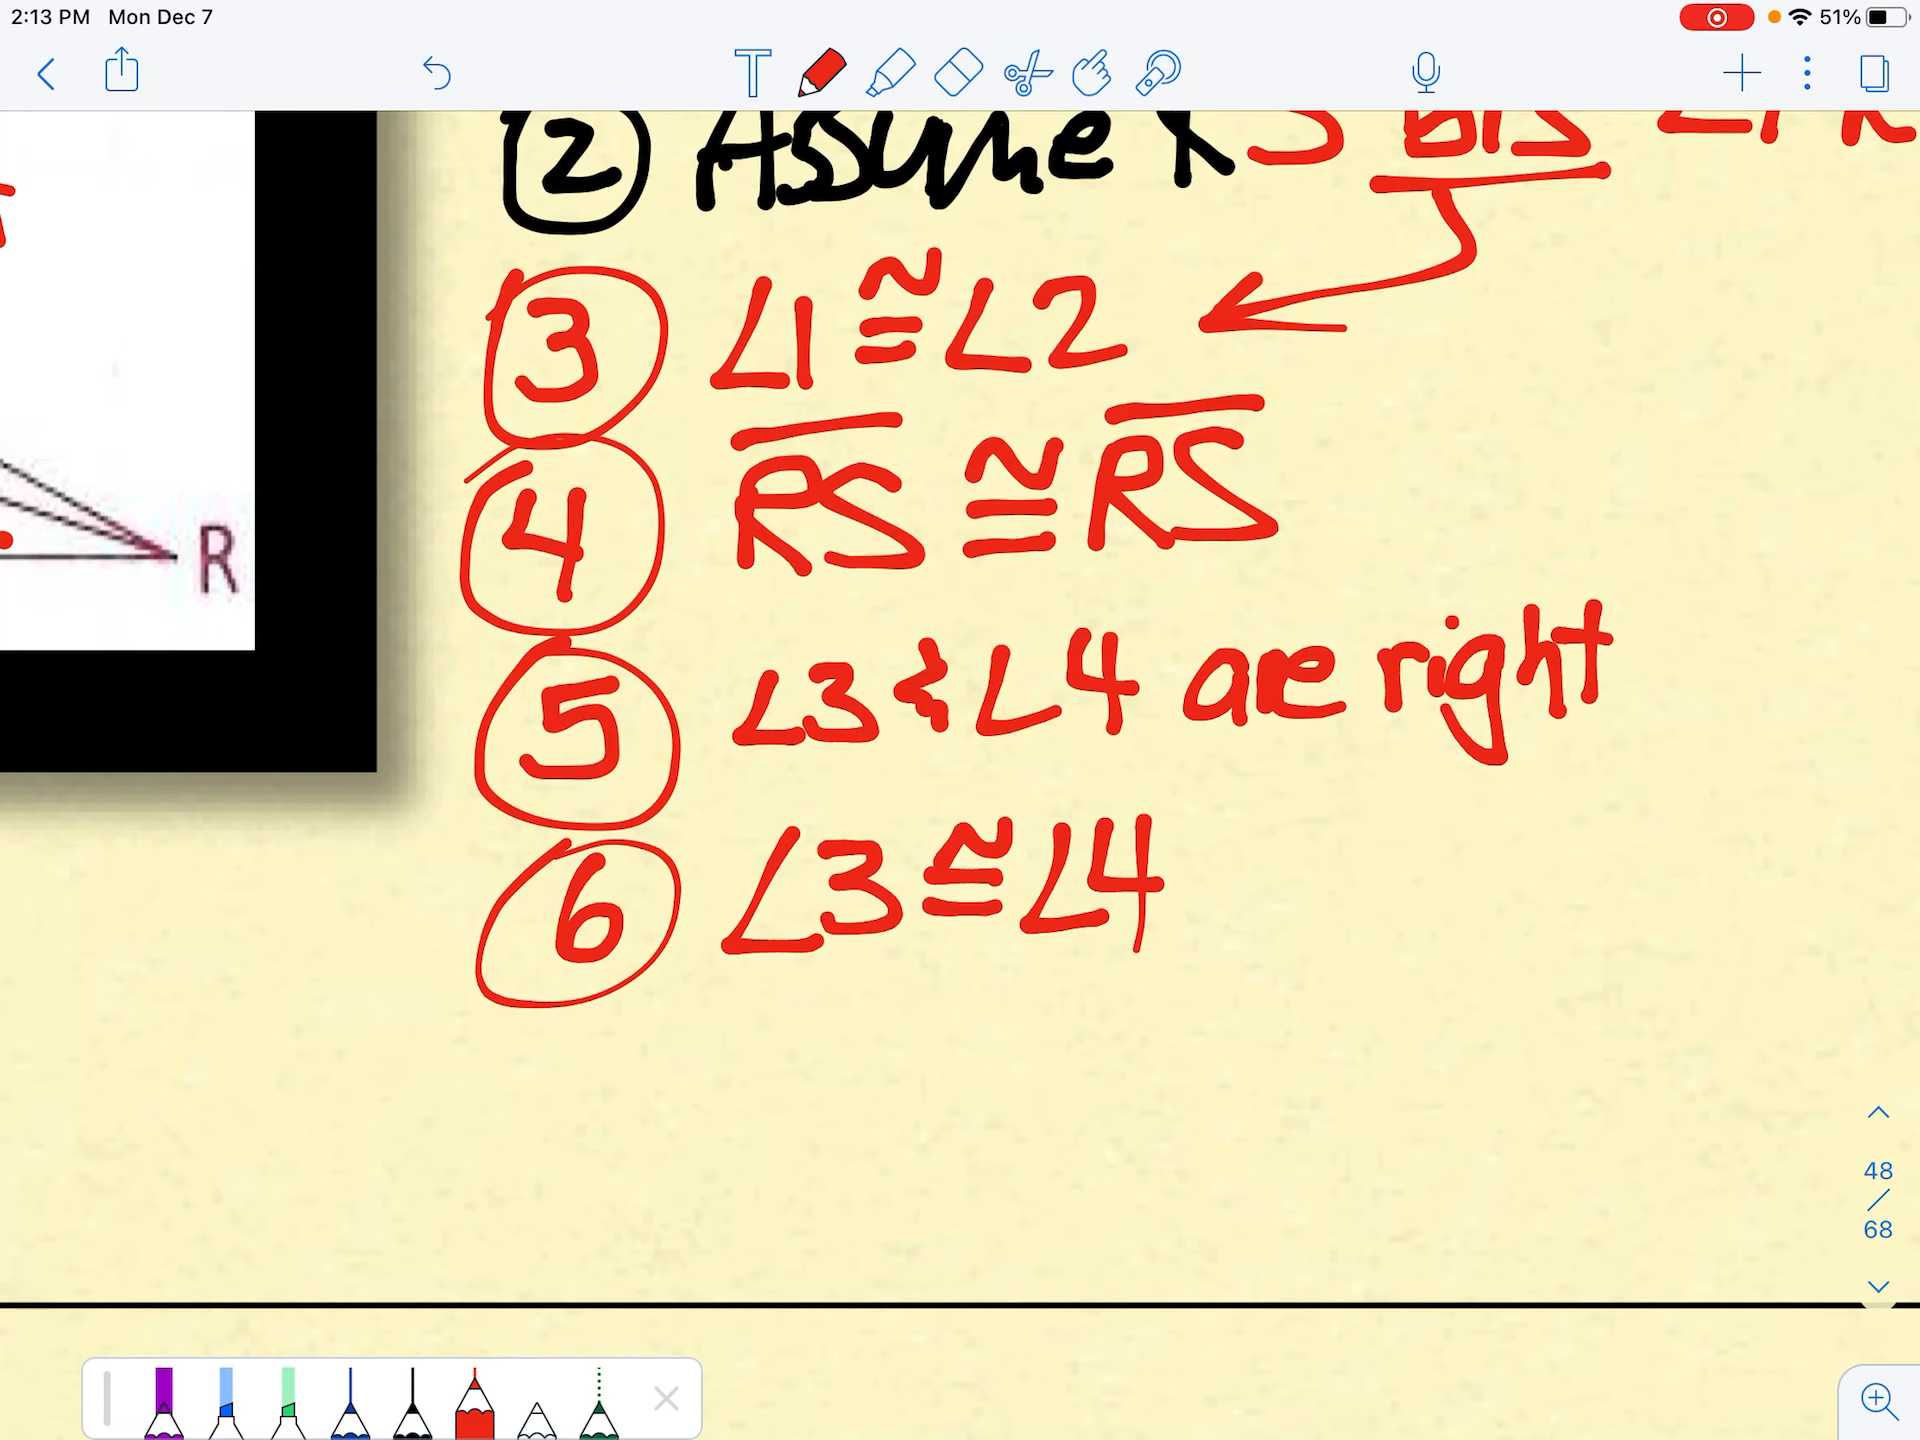 2:13 PM Mon Dec 7
51%
② Assume RS bis
③ ∠1 ≅ ∠2
④ R̅S̅ ≅ R̅S̅
R
⑤ ∠3 & ∠4 are right
⑥ ∠3 ≅ ∠4
48
/
68